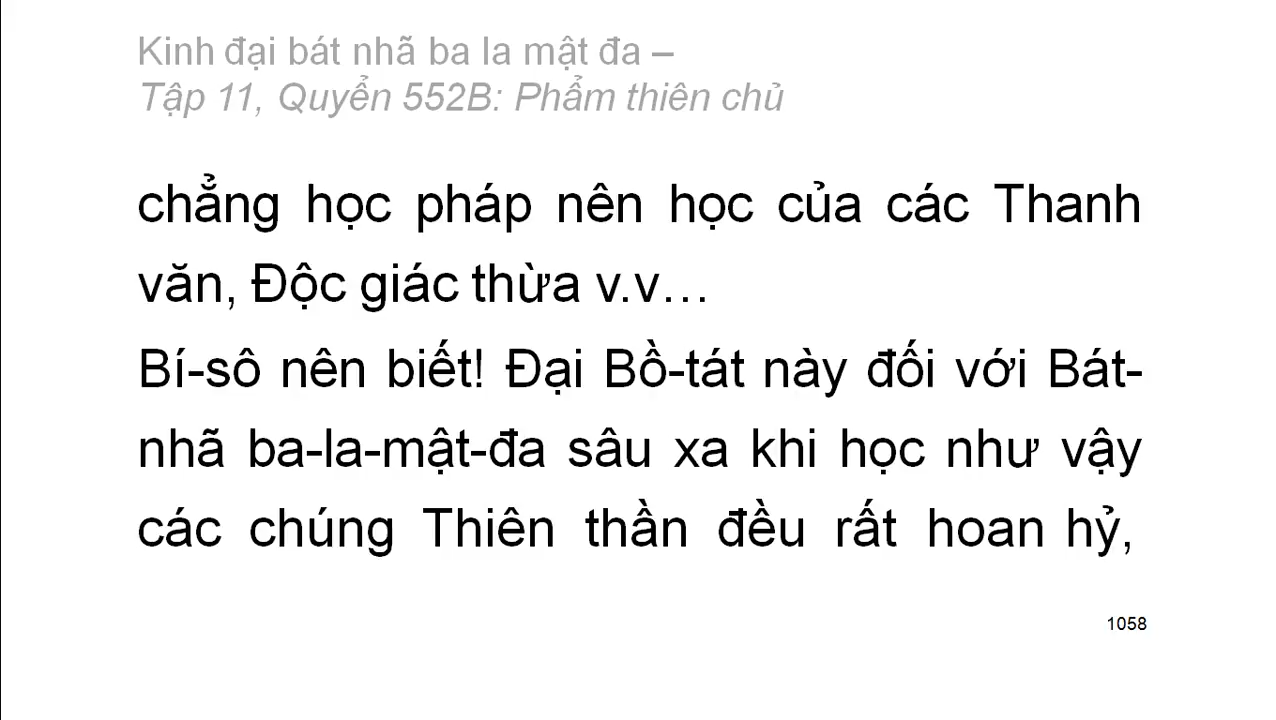 Kinh đại bát nhã ba la mật đa –
Tập 11, Quyển 552B: Phẩm thiên chủ
chẳng học pháp nên học của các Thanh
văn, Độc giác thừa v.v…
Bí-sô nên biết! Đại Bồ-tát này đối với Bát-
nhã ba-la-mật-đa sâu xa khi học như vậy
các chúng Thiên thần đều rất hoan hỷ,
1058